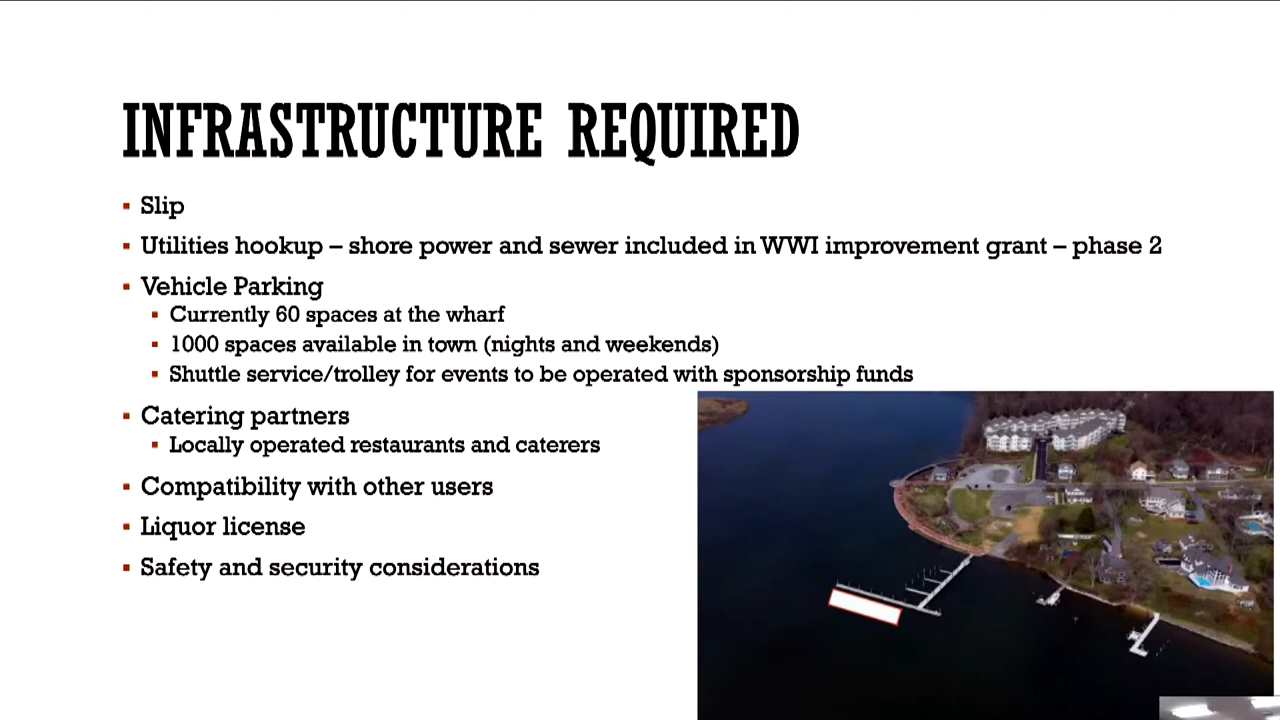 INFRASTRUCTURE REQUIRED
Slip
Utilities hookup – shore power and sewer included in WWI improvement grant – phase 2
Vehicle Parking
Currently 60 spaces at the wharf
1000 spaces available in town (nights and weekends)
Shuttle service/trolley for events to be operated with sponsorship funds
Catering partners
Locally operated restaurants and caterers
Compatibility with other users
Liquor license
Safety and security considerations